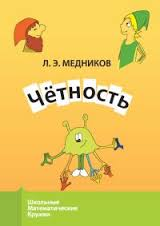 Л. Э. МЕДНИКОВ
Чётность
Школьные
Математические
Кружки